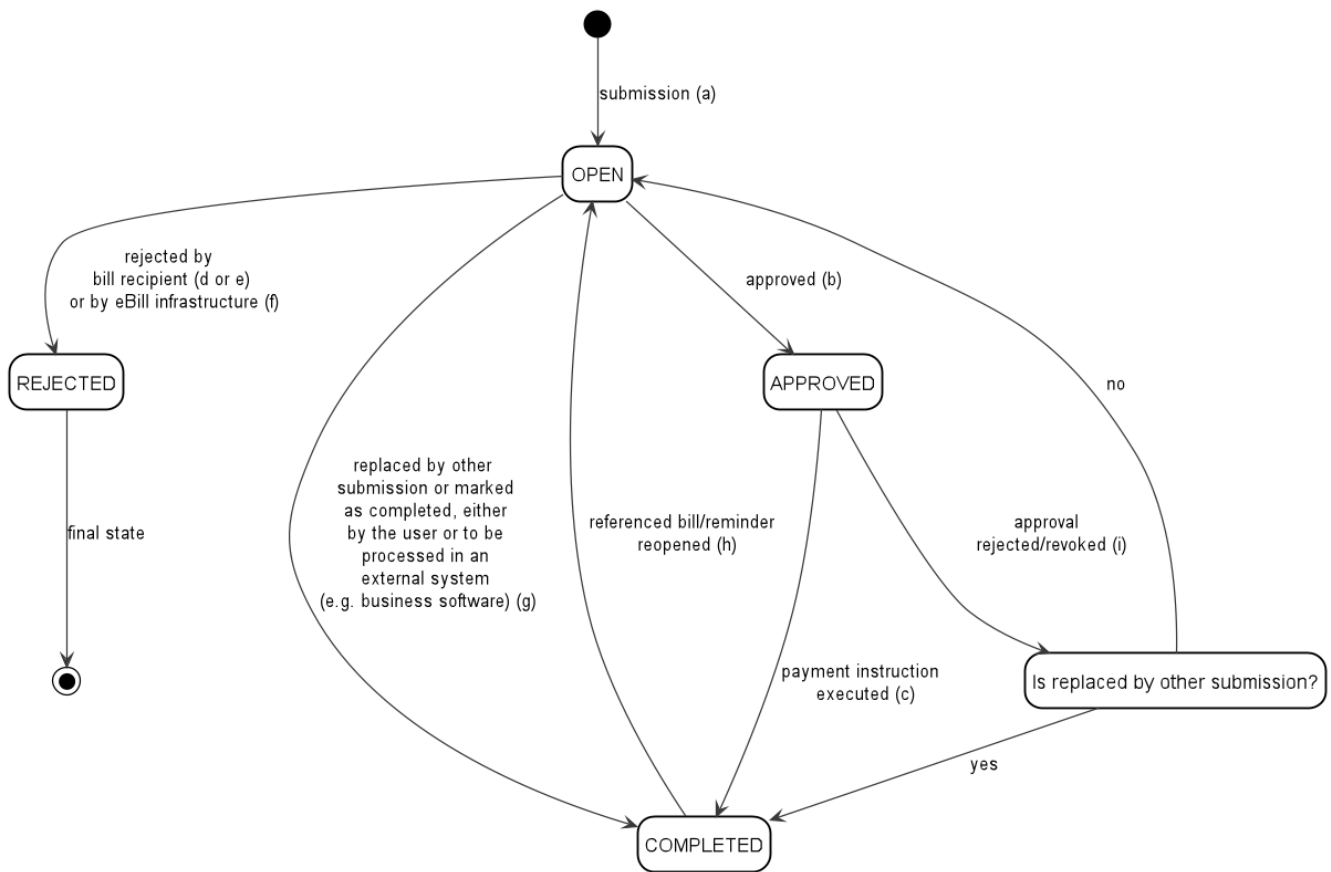 submission (a)
OPEN
rejected by
bill recipient (d or e)
or by eBill infrastructure (f)
approved (b)
no
REJECTED
APPROVED
replaced by other
submission or marked
as completed, either
by the user or to be
processed in an
external system
(e.g. business software) (g)
referenced bill/reminder
reopened (h)
approval
rejected/revoked (i)
final state
payment instruction
executed (c)
Is replaced by other submission?
yes
COMPLETED